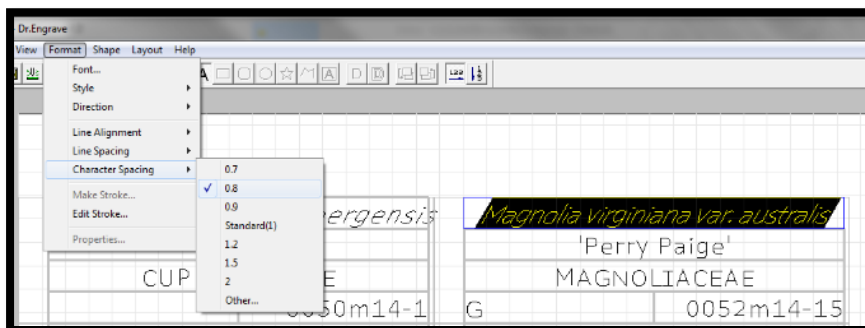 Dr.Engrave
View Format Shape Layout Help
Font...
Style
Direction
Line Alignment
Line Spacing
Character Spacing
Make Stroke...
Edit Stroke...
Properties...
0.7
0.8
0.9
Standard(1)
1.2
1.5
2
Other...
ergensis
CUP
E
0050m14-1
Magnolia virginiana var. australis
'Perry Paige'
MAGNOLIACEAE
G 0052m14-15